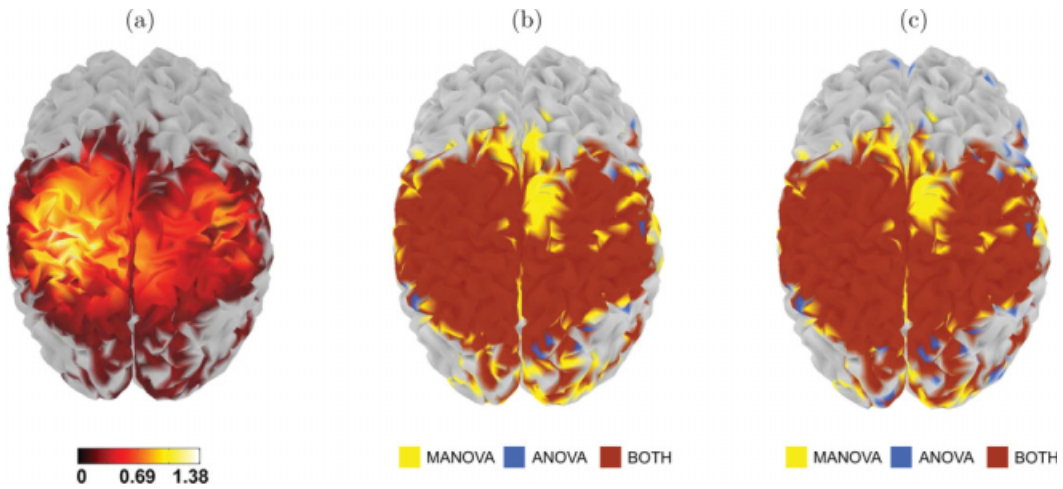 (a)
(b)
(c)
0 0.69 1.38
MANOVA ANOVA BOTH
MANOVA ANOVA BOTH